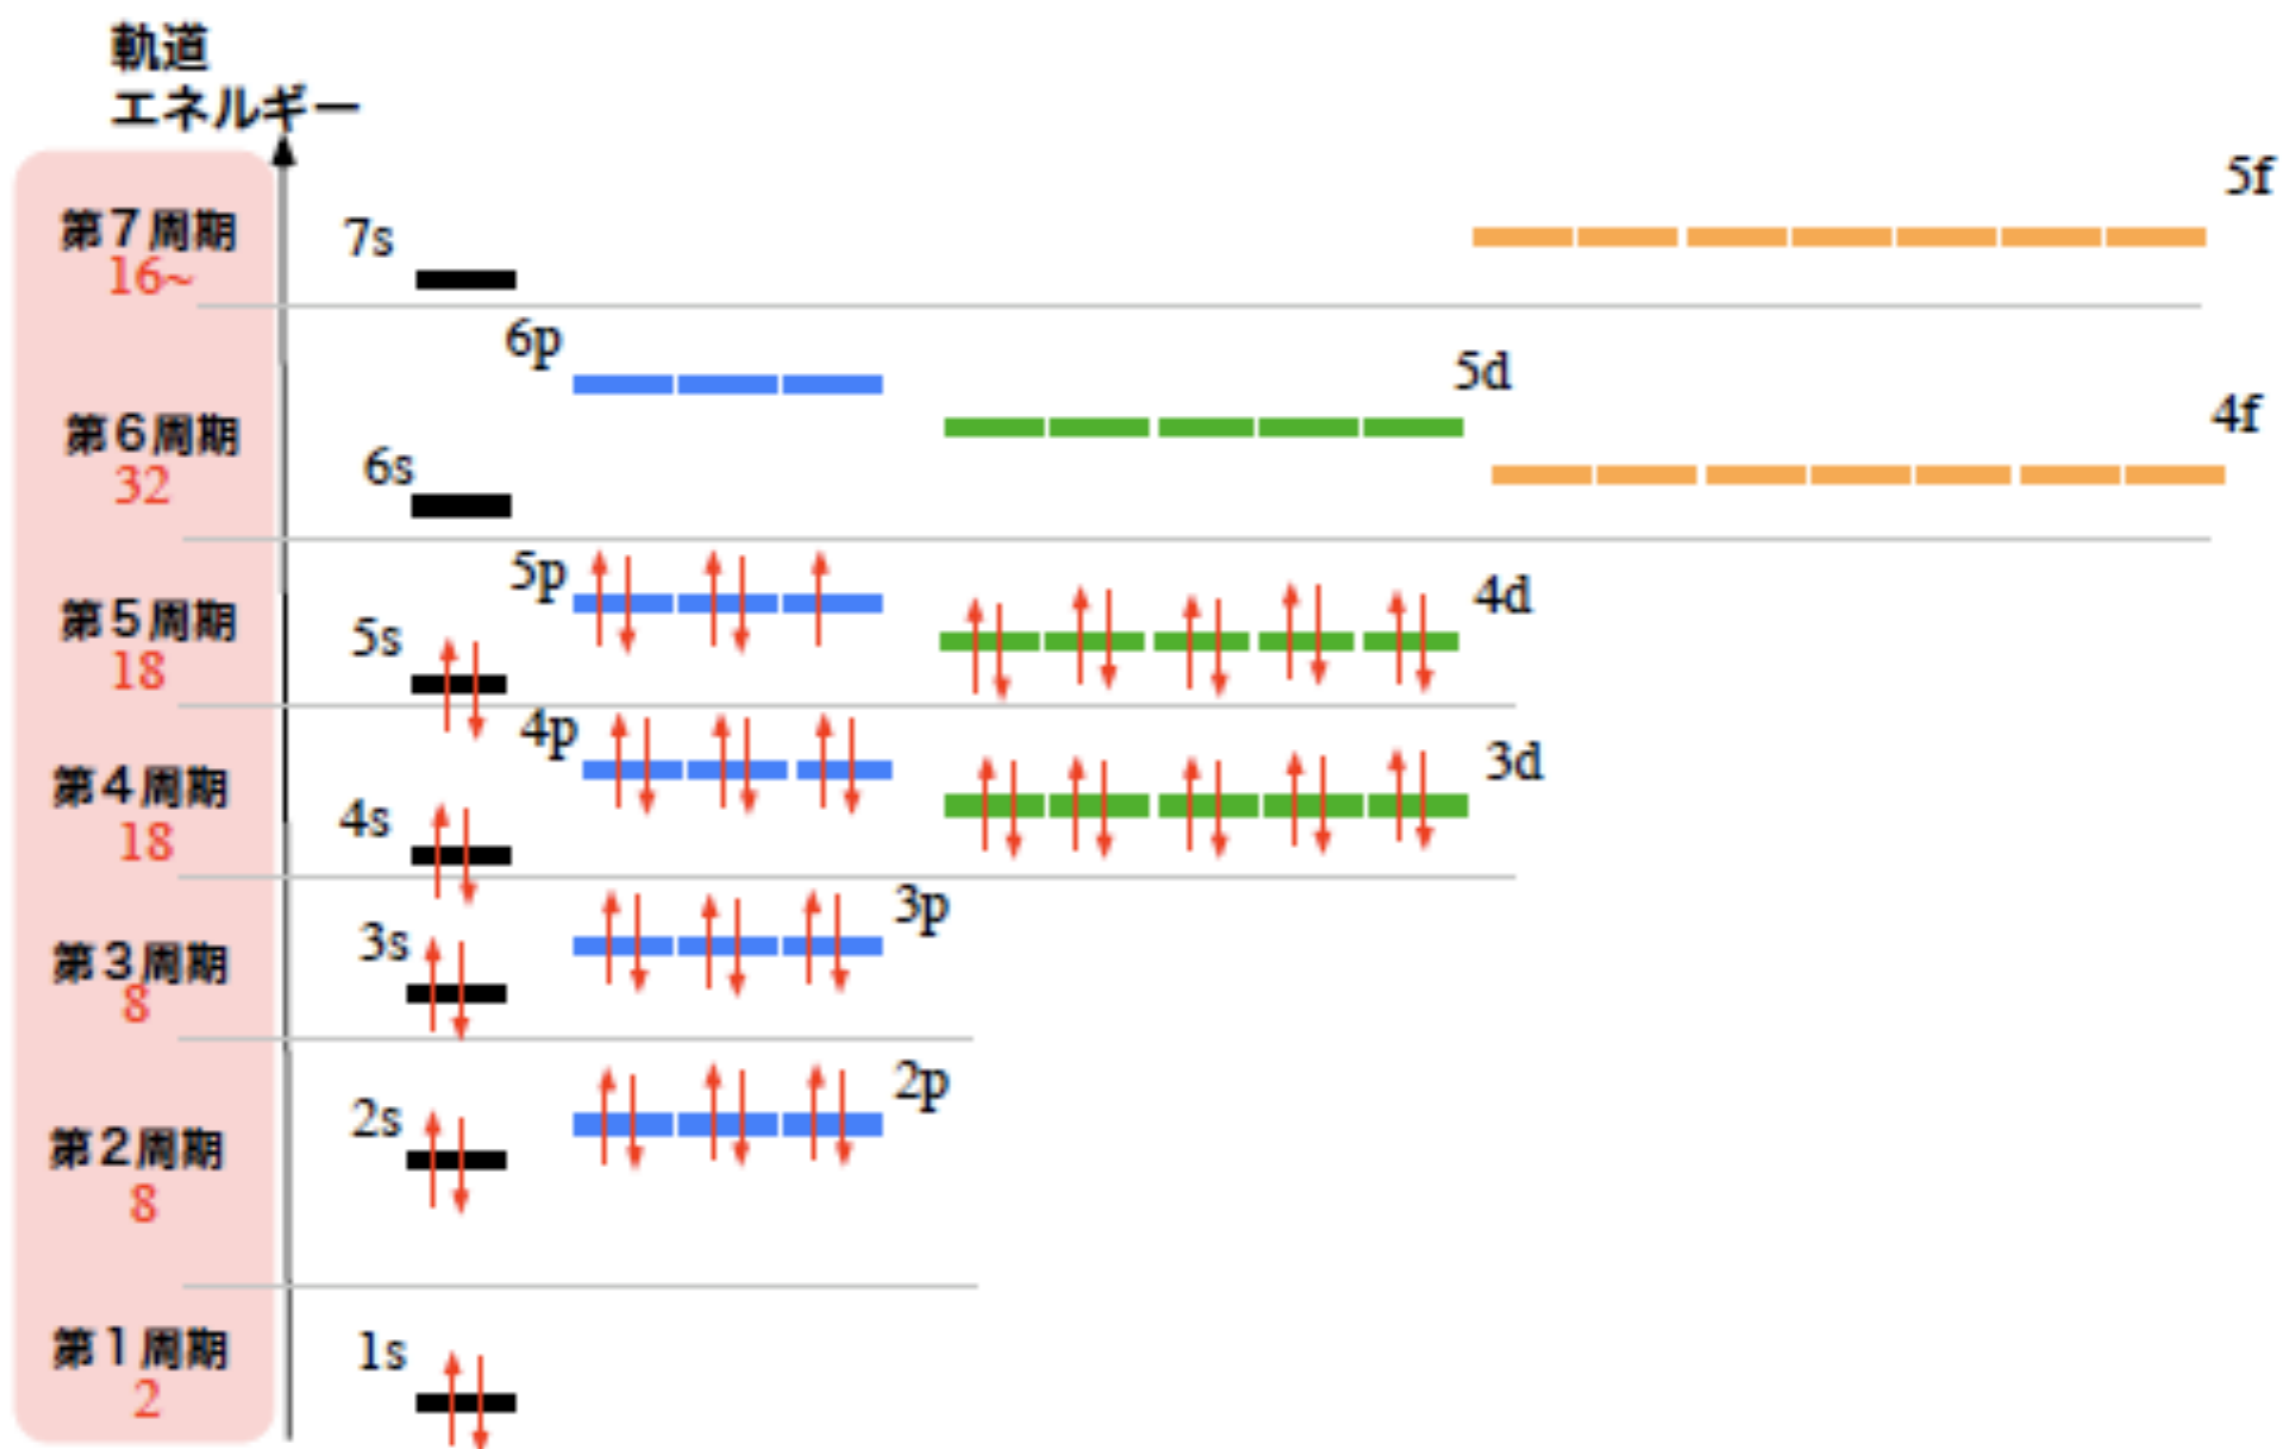 軌道
エネルギー
5f
第7周期
7s
16~
6p
5d
4f
第6周期
6s
32
5p
4d
第5周期
5s
18
4p
3d
第4周期
4s
18
3p
3s
第3周期
8
2p
2s
第2周期
8
第1周期
1s
2